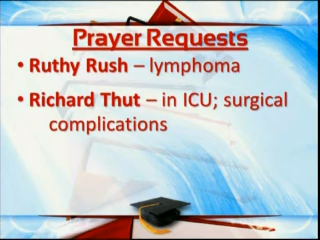 Prayer Requests
• Ruthy Rush – lymphoma
• Richard Thut – in ICU; surgical
complications